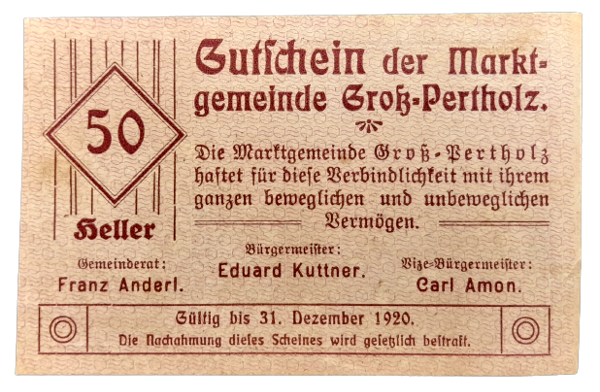 Gutschein der Markt-
gemeinde Groß-Pertholz.
50
Heller
Die Marktgemeinde Groß-Pertholz
haftet für diese Verbindlichkeit mit ihrem
ganzen beweglichen und unbeweglichen
Vermögen.
Gemeinderat:
Franz Anderl.
Bürgermeister:
Eduard Kuttner.
Vize-Bürgermeister:
Carl Amon.
Gültig bis 31. Dezember 1920.
Die Nachahmung dieses Scheines wird gesetzlich bestraft.